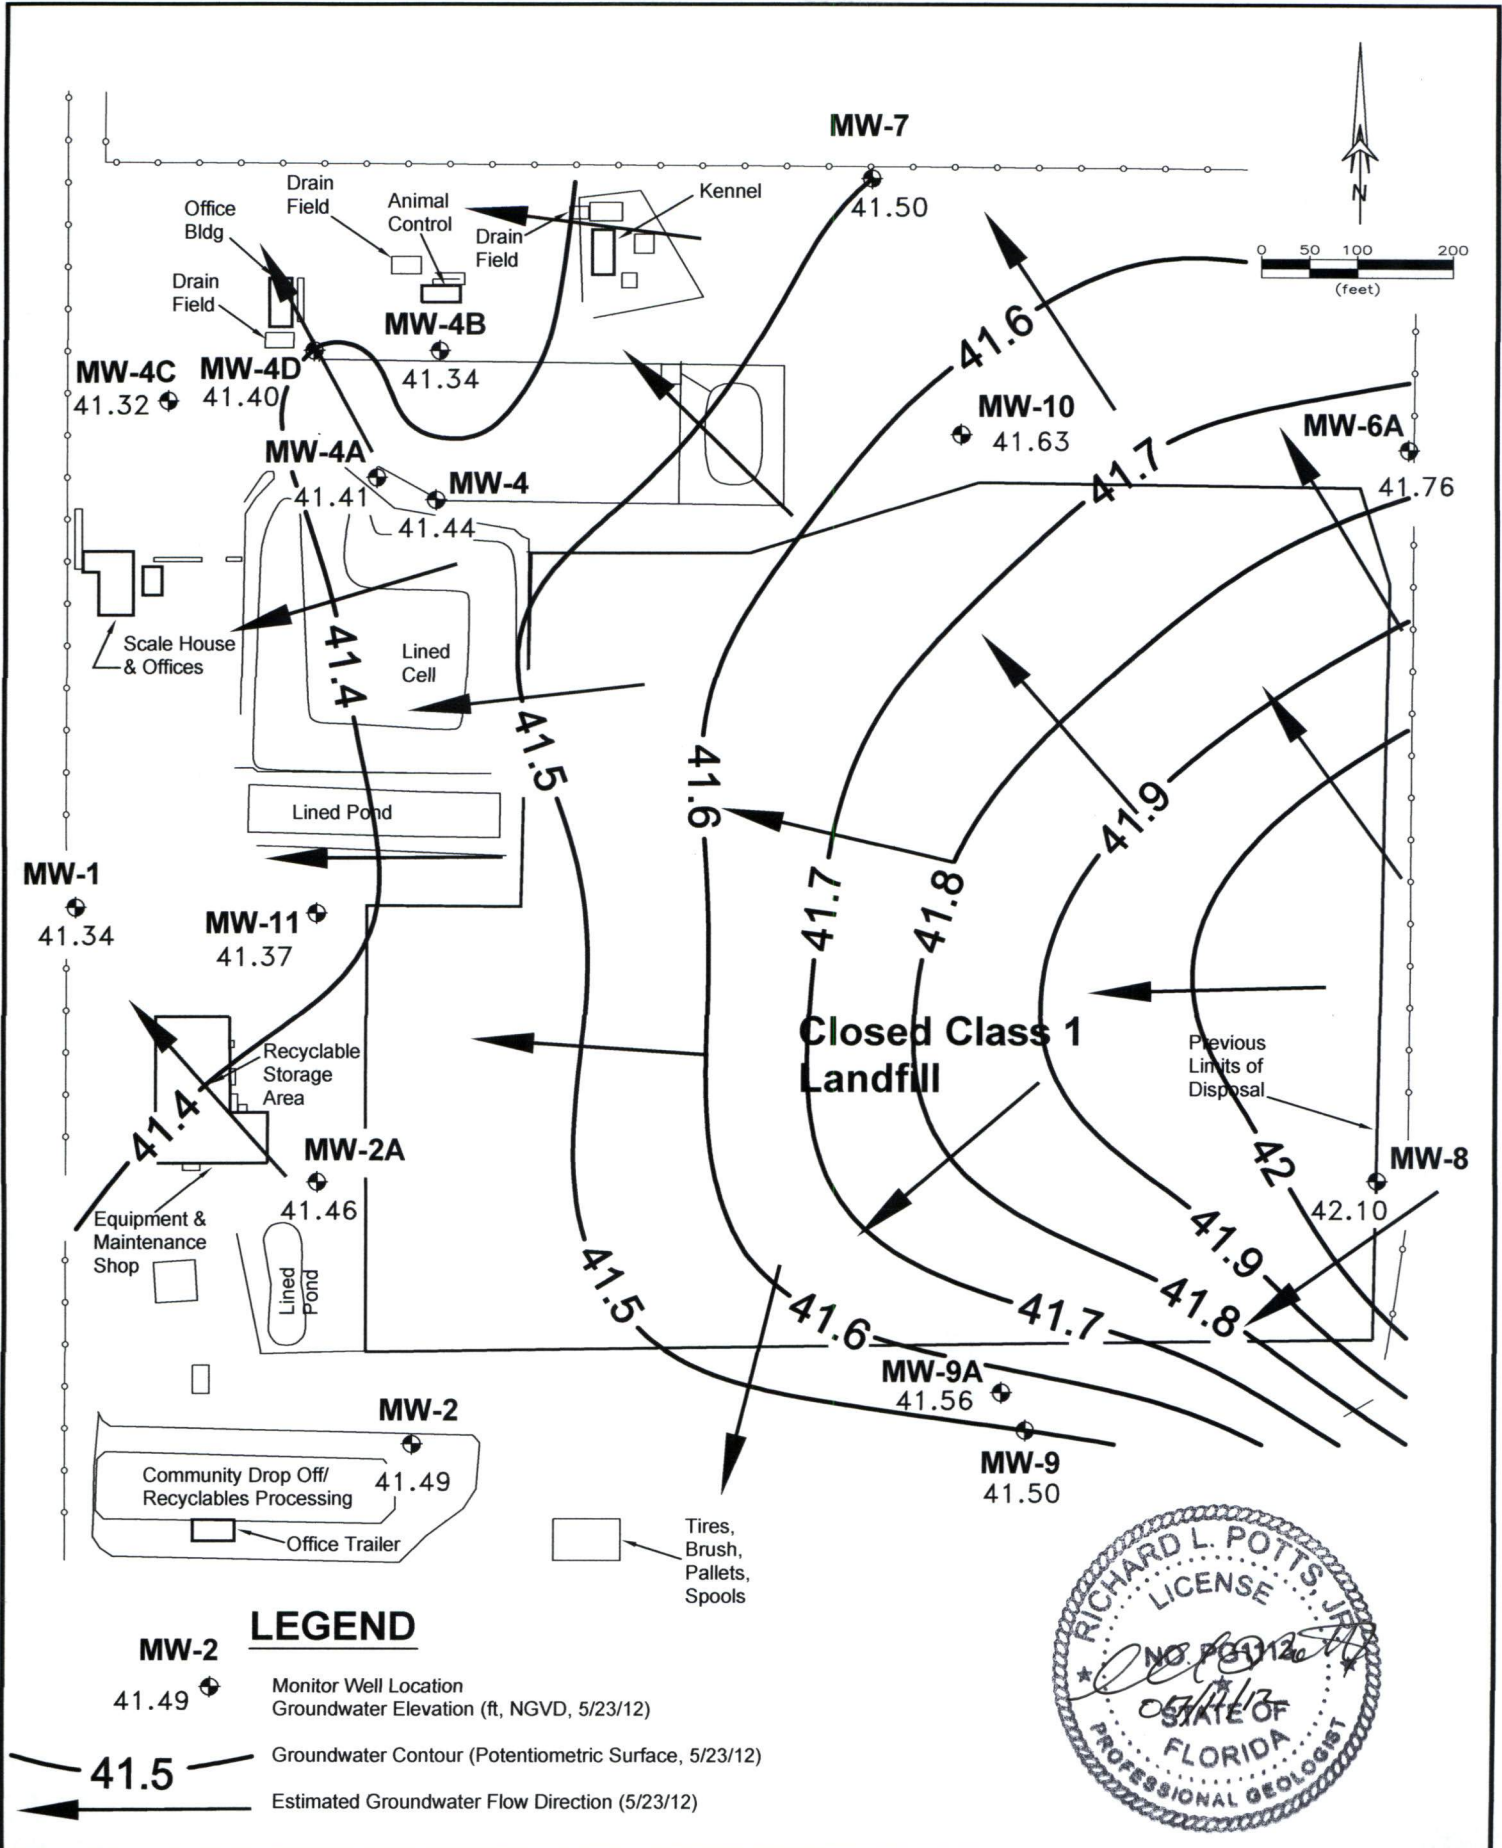 MW-7
41.50
N
0 50 100 200
(feet)
Drain
Field
Animal
Control
Kennel
Office
Bldg
Drain
Field
Drain
Field
MW-4B
41.34
MW-4C
41.32
MW-4D
41.40
41.6
MW-10
41.63
MW-6A
41.76
41.7
MW-4A
41.41
MW-4
41.44
Scale House
& Offices
41.4
Lined
Cell
41.5
41.6
41.9
Lined Pond
41.7
41.8
MW-1
41.34
MW-11
41.37
Closed Class 1
Landfill
Previous
Limits of
Disposal
Recyclable
Storage
Area
41.4
MW-2A
41.46
42
MW-8
42.10
Equipment &
Maintenance
Shop
Lined
Pond
41.5
41.6
41.7
41.8
41.9
MW-9A
41.56
MW-9
41.50
MW-2
41.49
Community Drop Off/
Recyclables Processing
Office Trailer
Tires,
Brush,
Pallets,
Spools
LEGEND
MW-2
41.49
Monitor Well Location
Groundwater Elevation (ft, NGVD, 5/23/12)
41.5
Groundwater Contour (Potentiometric Surface, 5/23/12)
Estimated Groundwater Flow Direction (5/23/12)
RICHARD L. POTTS, JR.
LICENSE
NO. PG1112
STATE OF
FLORIDA
PROFESSIONAL GEOLOGIST